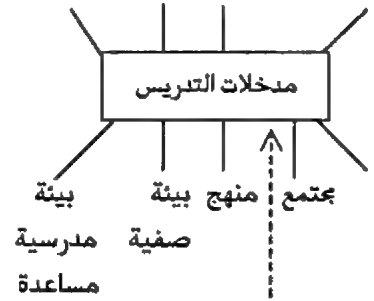 مدخلات التدريس
مجتمع منهج بيئة بيئة
صفية مدرسية
مساعدة